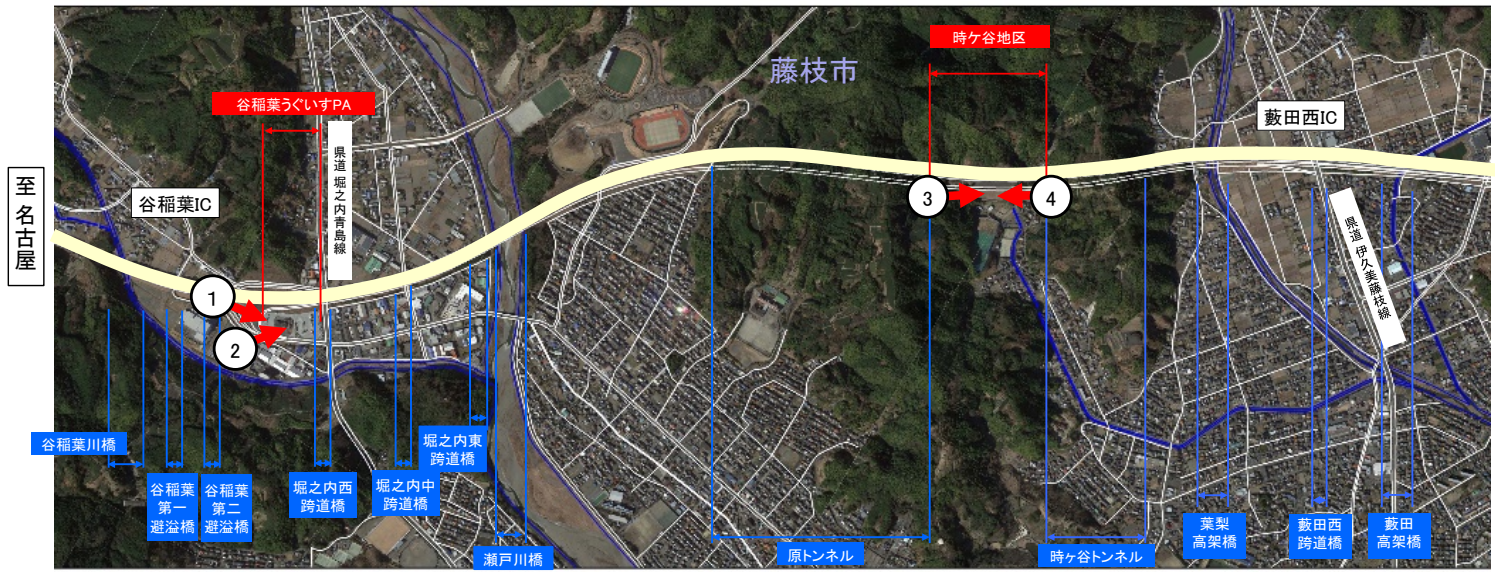 時ケ谷地区
藤枝市
谷稲葉うぐいすPA
県道 堀之内青島線
藪田西IC
至 名古屋
谷稲葉IC
3
4
県道 伊久美藤枝線
1
2
谷稲葉川橋
谷稲葉
第一
避溢橋
谷稲葉
第二
避溢橋
堀之内西
跨道橋
堀之内中
跨道橋
堀之内東
跨道橋
瀬戸川橋
原トンネル
時ヶ谷トンネル
葉梨
高架橋
藪田西
跨道橋
藪田
高架橋